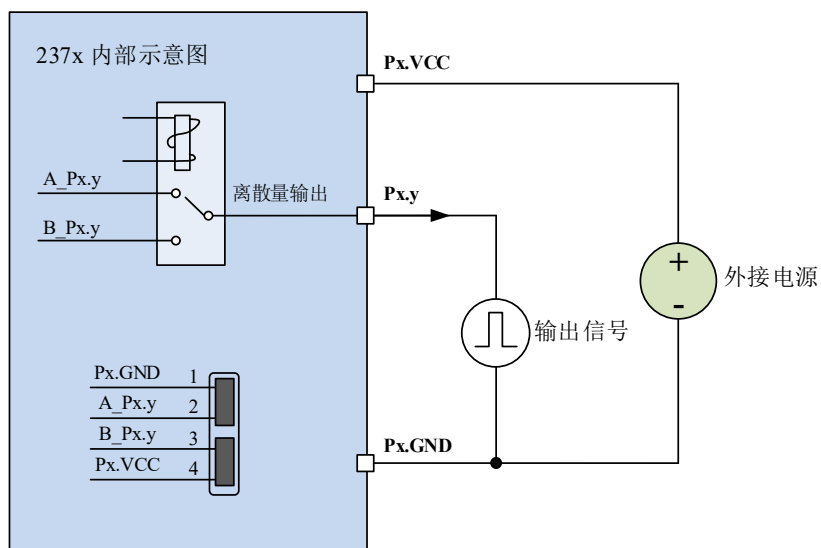 237x 内部示意图
Px.VCC
A_Px.y
离散量输出
Px.y
B_Px.y
+
外接电源
-
输出信号
Px.GND 1
A_Px.y 2
B_Px.y 3
Px.GND
Px.VCC 4